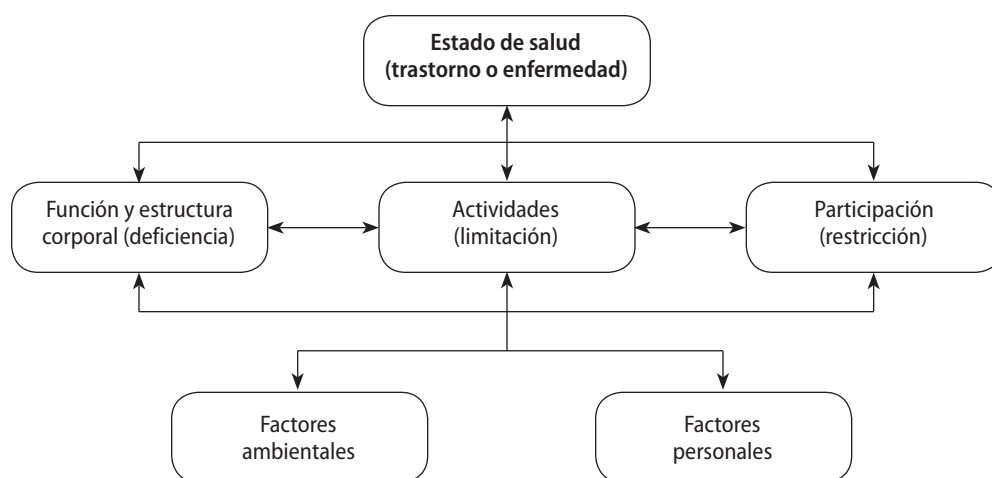 Estado de salud
(trastorno o enfermedad)
Función y estructura
corporal (deficiencia)
Actividades
(limitación)
Participación
(restricción)
Factores
ambientales
Factores
personales